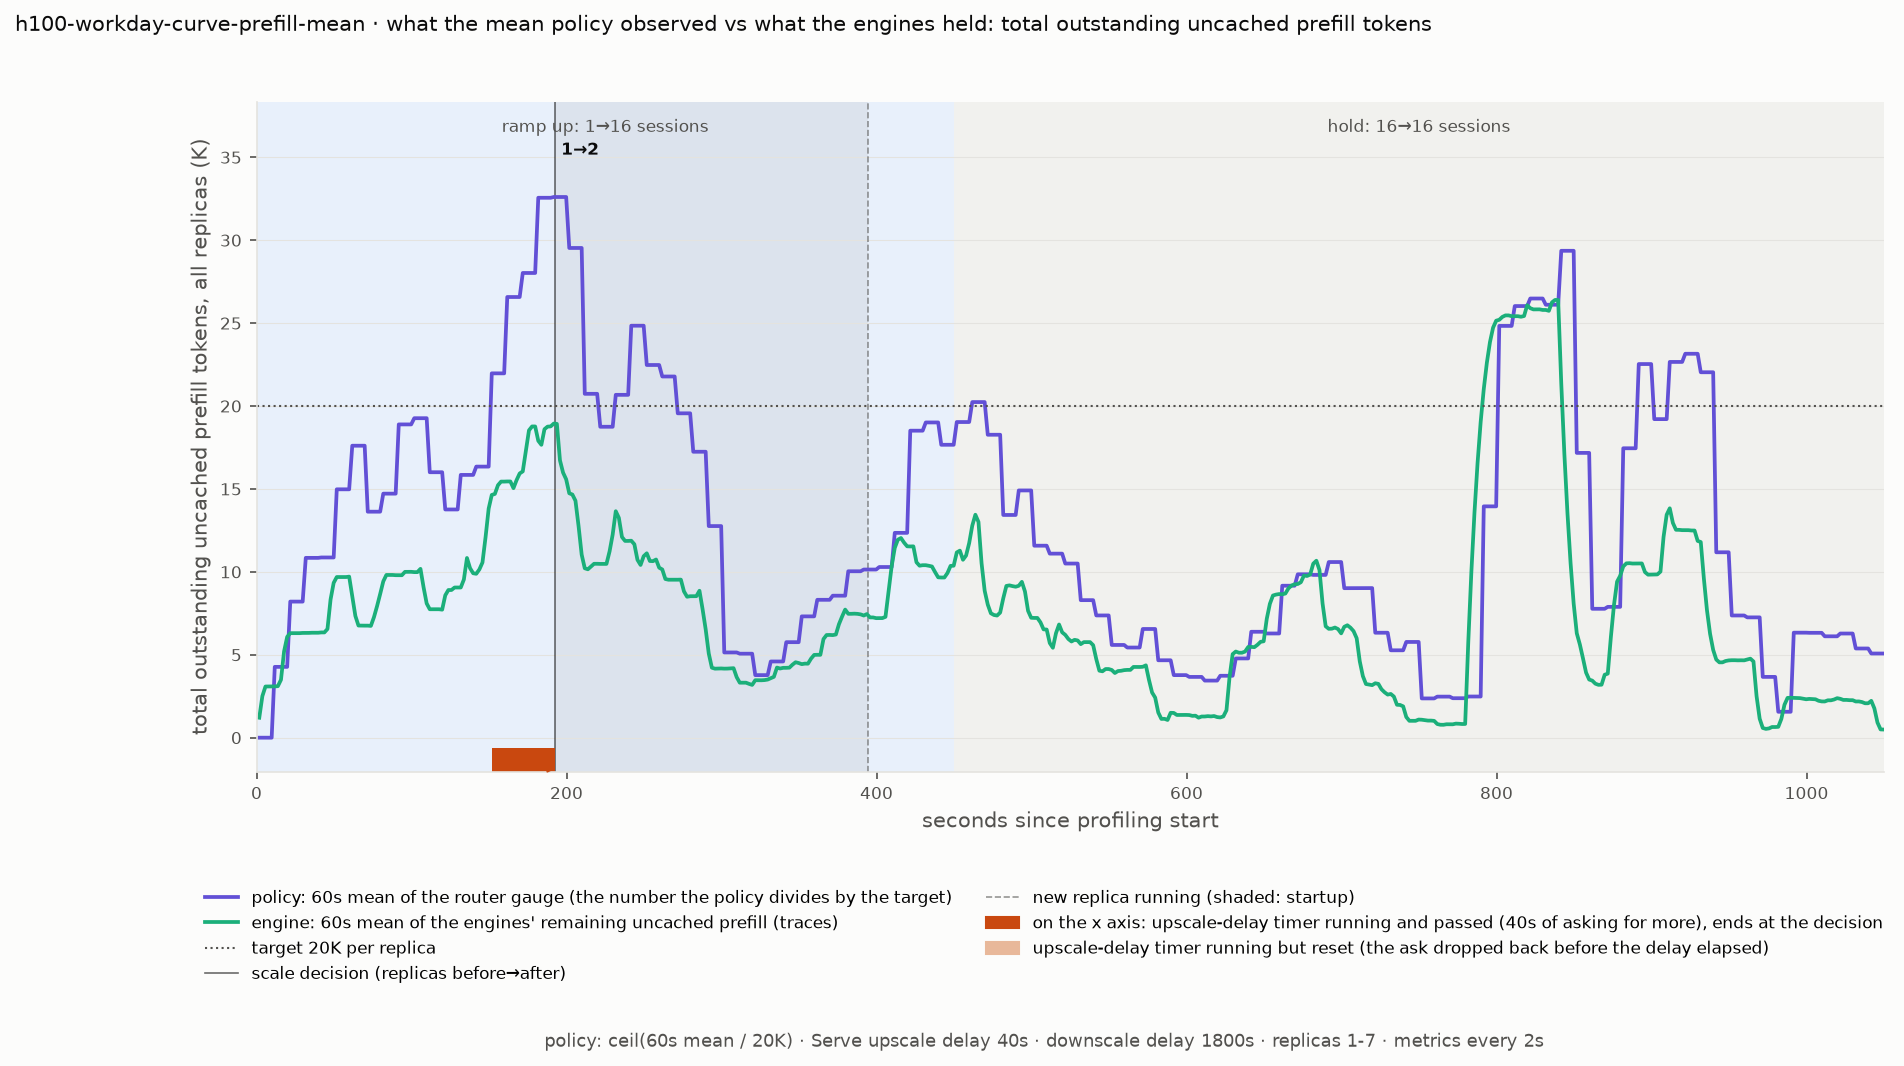 h100-workday-curve-prefill-mean · what the mean policy observed vs what the engines held: total outstanding uncached prefill tokens
ramp up: 1→16 sessions
hold: 16→16 sessions
1→2
total outstanding uncached prefill tokens, all replicas (K)
35
30
25
20
15
10
5
0
0 200 400 600 800 1000
seconds since profiling start
policy: 60s mean of the router gauge (the number the policy divides by the target)
engine: 60s mean of the engines' remaining uncached prefill (traces)
target 20K per replica
scale decision (replicas before→after)
new replica running (shaded: startup)
on the x axis: upscale-delay timer running and passed (40s of asking for more), ends at the decision
upscale-delay timer running but reset (the ask dropped back before the delay elapsed)
policy: ceil(60s mean / 20K) · Serve upscale delay 40s · downscale delay 1800s · replicas 1-7 · metrics every 2s